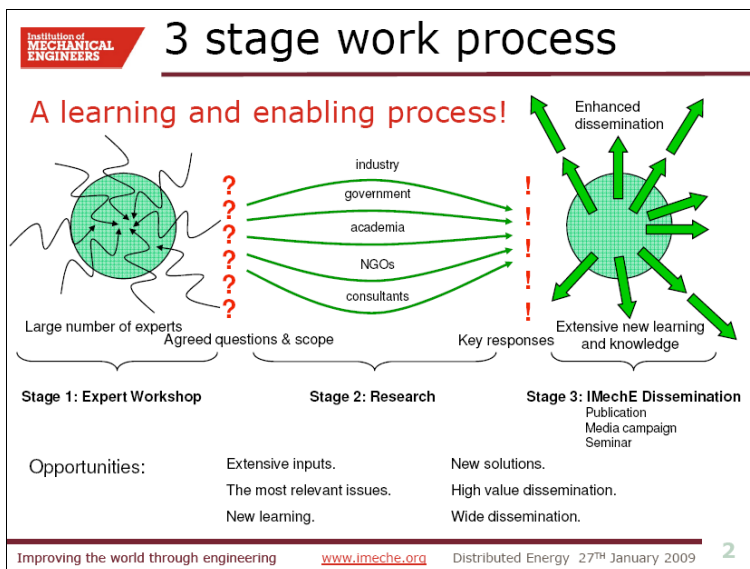 Institution of
MECHANICAL
ENGINEERS
3 stage work process
A learning and enabling process!
Enhanced
dissemination
industry
government
academia
NGOs
consultants
?
?
?
?
?
?
!
!
!
!
!
Large number of experts
Agreed questions & scope
Key responses
Extensive new learning
and knowledge
Stage 1: Expert Workshop
Stage 2: Research
Stage 3: IMechE Dissemination
Publication
Media campaign
Seminar
Opportunities:
Extensive inputs.
The most relevant issues.
New learning.
New solutions.
High value dissemination.
Wide dissemination.
Improving the world through engineering
www.imeche.org
Distributed Energy 27TH January 2009
2